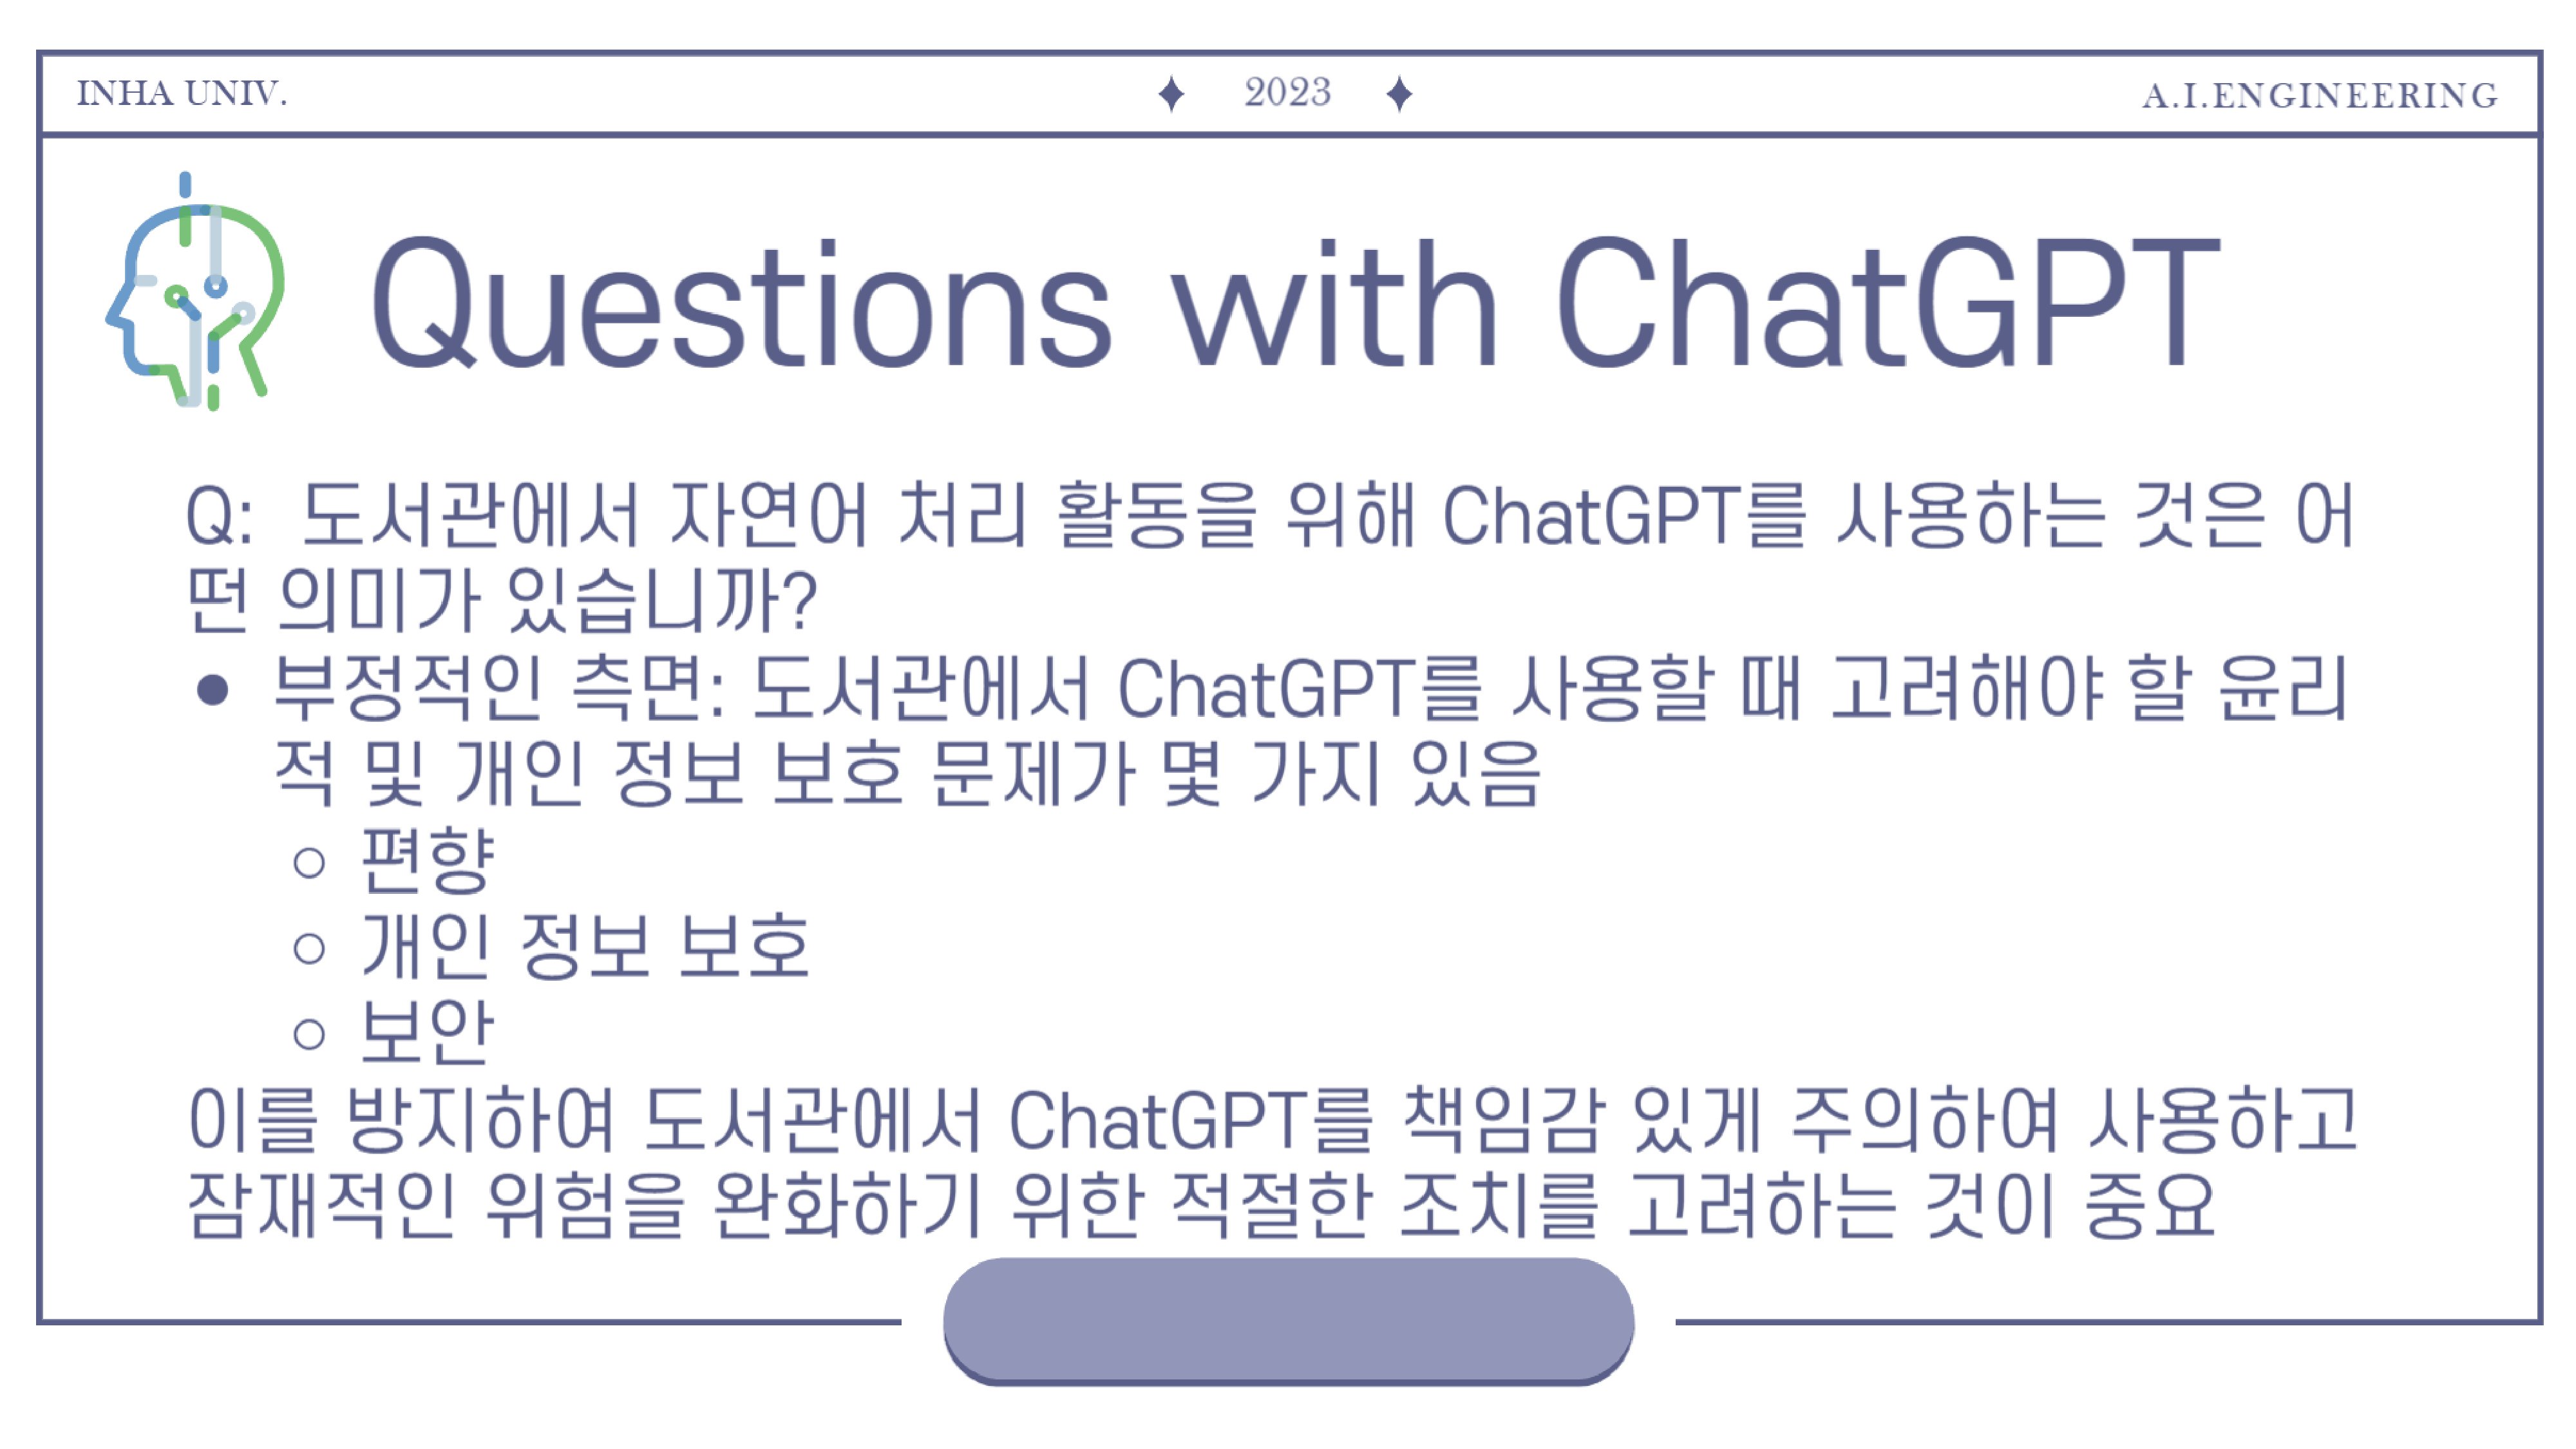 INHA UNIV.
2023
A.I.ENGINEERING
Questions with ChatGPT
Q: 도서관에서 자연어 처리 활동을 위해 ChatGPT를 사용하는 것은 어
떤 의미가 있습니까?
● 부정적인 측면: 도서관에서 ChatGPT를 사용할 때 고려해야 할 윤리
적 및 개인 정보 보호 문제가 몇 가지 있음
○ 편향
○ 개인 정보 보호
○ 보안
이를 방지하여 도서관에서 ChatGPT를 책임감 있게 주의하여 사용하고
잠재적인 위험을 완화하기 위한 적절한 조치를 고려하는 것이 중요